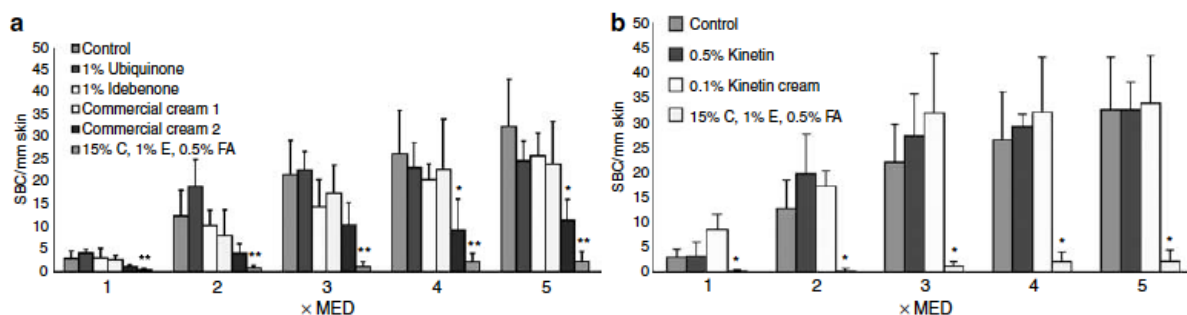 a
50
45
40
35
30
25
20
15
10
5
0
SBC/mm skin
Control
1% Ubiquinone
1% Idebenone
Commercial cream 1
Commercial cream 2
15% C, 1% E, 0.5% FA
**
**
**
*
**
*
**
1 2 3 4 5
× MED
b
50
45
40
35
30
25
20
15
10
5
0
SBC/mm skin
Control
0.5% Kinetin
0.1% Kinetin cream
15% C, 1% E, 0.5% FA
*
*
*
*
*
1 2 3 4 5
× MED